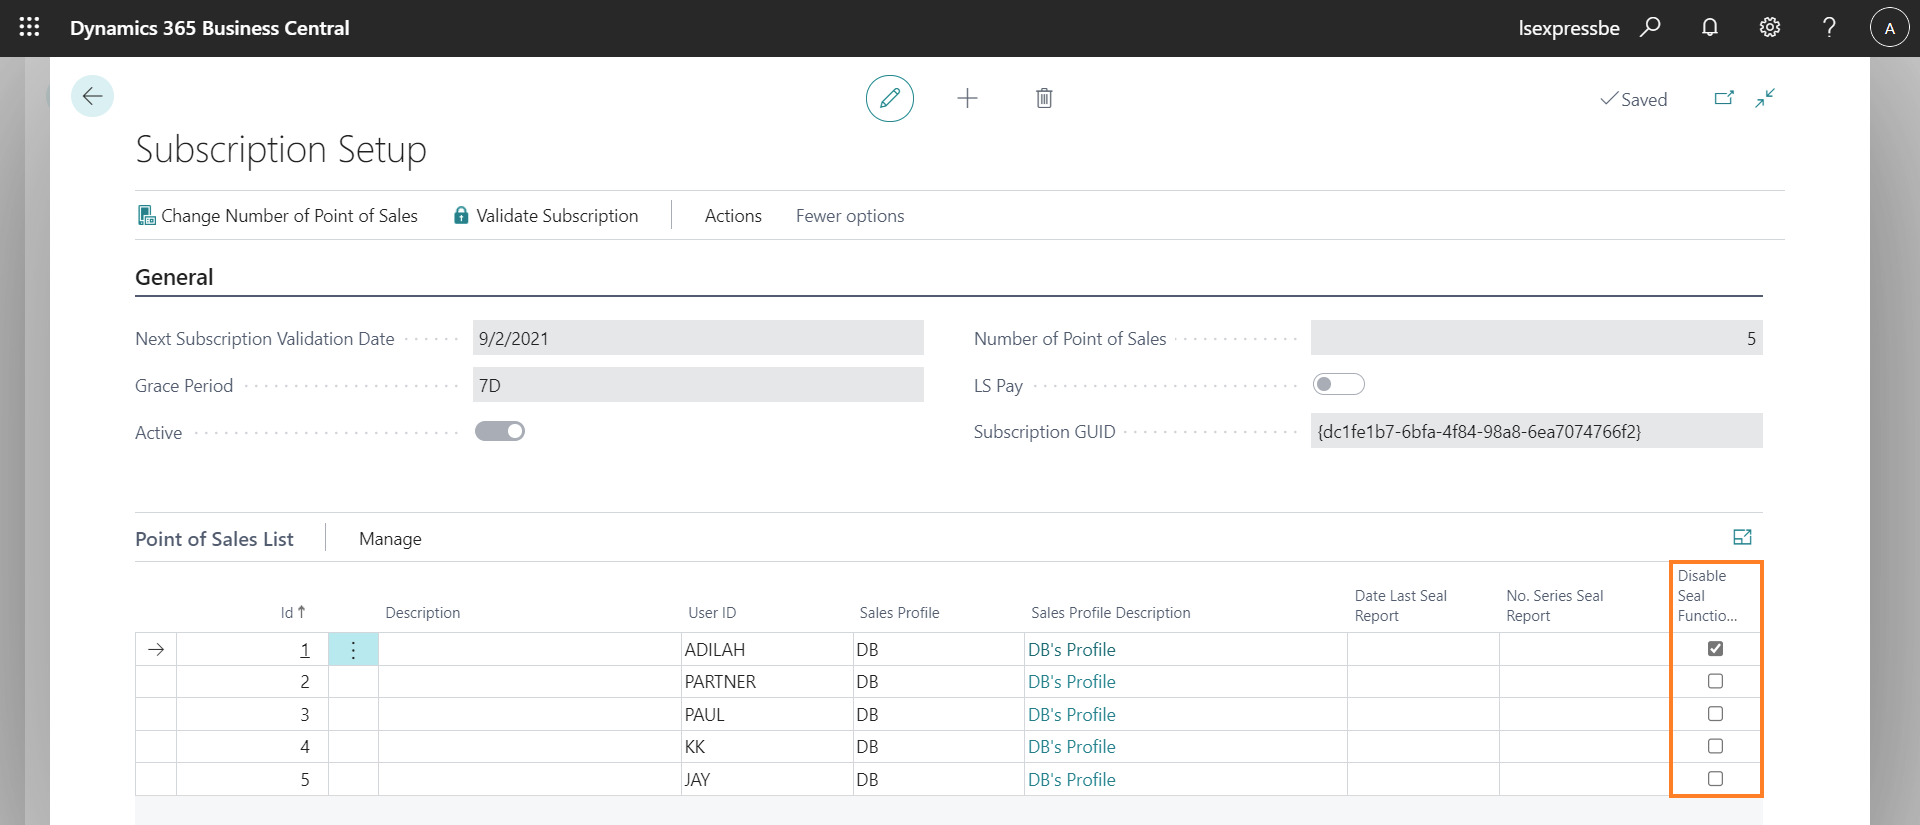 Dynamics 365 Business Central
lsexpressbe
?
A
Saved
Subscription Setup
Change Number of Point of Sales
Validate Subscription
Actions
Fewer options
General
Next Subscription Validation Date
9/2/2021
Number of Point of Sales
5
Grace Period
7D
LS Pay
Active
Subscription GUID
{dc1fe1b7-6bfa-4f84-98a8-6ea7074766f2}
Point of Sales List
Manage
Id
Description
User ID
Sales Profile
Sales Profile Description
Date Last Seal
Report
No. Series Seal
Report
Disable
Seal
Functio...
1 ADILAH DB DB's Profile
2 PARTNER DB DB's Profile
3 PAUL DB DB's Profile
4 KK DB DB's Profile
5 JAY DB DB's Profile